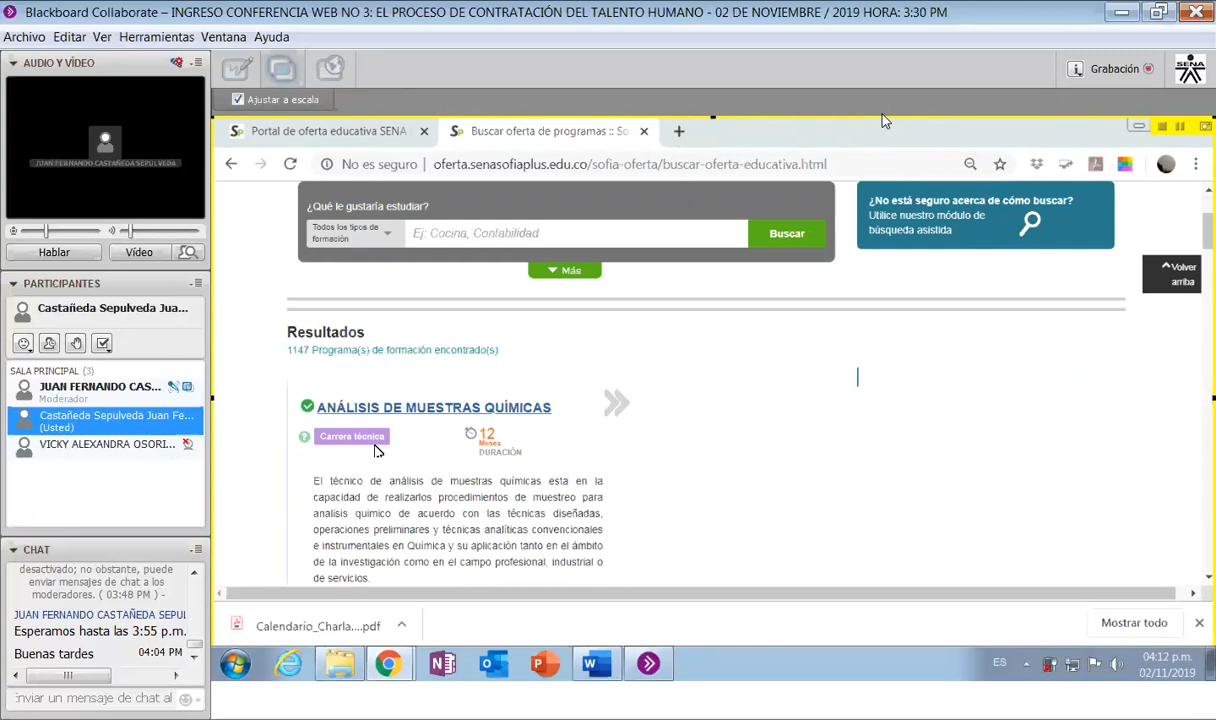 Blackboard Collaborate – INGRESO CONFERENCIA WEB NO 3: EL PROCESO DE CONTRATACIÓN DEL TALENTO HUMANO - 02 DE NOVIEMBRE / 2019 HORA: 3:30 PM
Archivo Editar Ver Herramientas Ventana Ayuda
AUDIO Y VÍDEO
Grabación
SENA
Ajustar a escala
JUAN FERNANDO CASTAÑEDA SEPULVEDA
Portal de oferta educativa SENA
Buscar oferta de programas :: So
No es seguro | oferta.senasofiaplus.edu.co/sofia-oferta/buscar-oferta-educativa.html
¿Qué le gustaría estudiar?
Todos los tipos de
formación
Ej: Cocina, Contabilidad
Buscar
Más
¿No está seguro acerca de cómo buscar?
Utilice nuestro módulo de
búsqueda asistida
Volver
arriba
Hablar
Vídeo
PARTICIPANTES
Castañeda Sepulveda Jua...
SALA PRINCIPAL (3)
JUAN FERNANDO CAS...
Moderador
Castañeda Sepulveda Juan Fe...
(Usted)
VICKY ALEXANDRA OSORI...
Resultados
1147 Programa(s) de formación encontrado(s)
ANÁLISIS DE MUESTRAS QUÍMICAS
Carrera técnica
12
Meses
DURACIÓN
El técnico de análisis de muestras químicas esta en la
capacidad de realizarlos procedimientos de muestreo para
analisis quimico de acuerdo con las técnicas diseñadas,
operaciones preliminares y técnicas analíticas convencionales
e instrumentales en Química y su aplicación tanto en el ámbito
de la investigación como en el campo profesional, industrial o
de servicios.
CHAT
desactivado; no obstante, puede
enviar mensajes de chat a los
moderadores. ( 03:48 PM ) -
JUAN FERNANDO CASTAÑEDA SEPUL
Esperamos hasta las 3:55 p.m.
Buenas tardes 04:04 PM
Enviar un mensaje de chat al
Calendario_Charla....pdf
Mostrar todo
ES
04:12 p.m.
02/11/2019